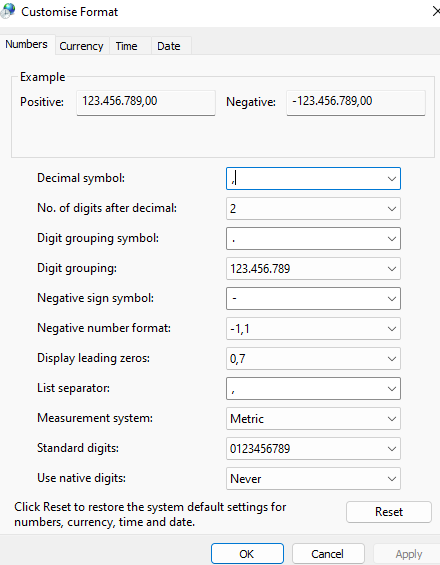 Customise Format
Numbers Currency Time Date
Example
Positive: 123.456.789,00 Negative: -123.456.789,00
Decimal symbol: ,
No. of digits after decimal: 2
Digit grouping symbol: .
Digit grouping: 123.456.789
Negative sign symbol: -
Negative number format: -1,1
Display leading zeros: 0,7
List separator: ,
Measurement system: Metric
Standard digits: 0123456789
Use native digits: Never
Click Reset to restore the system default settings for
numbers, currency, time and date.
Reset
OK Cancel Apply